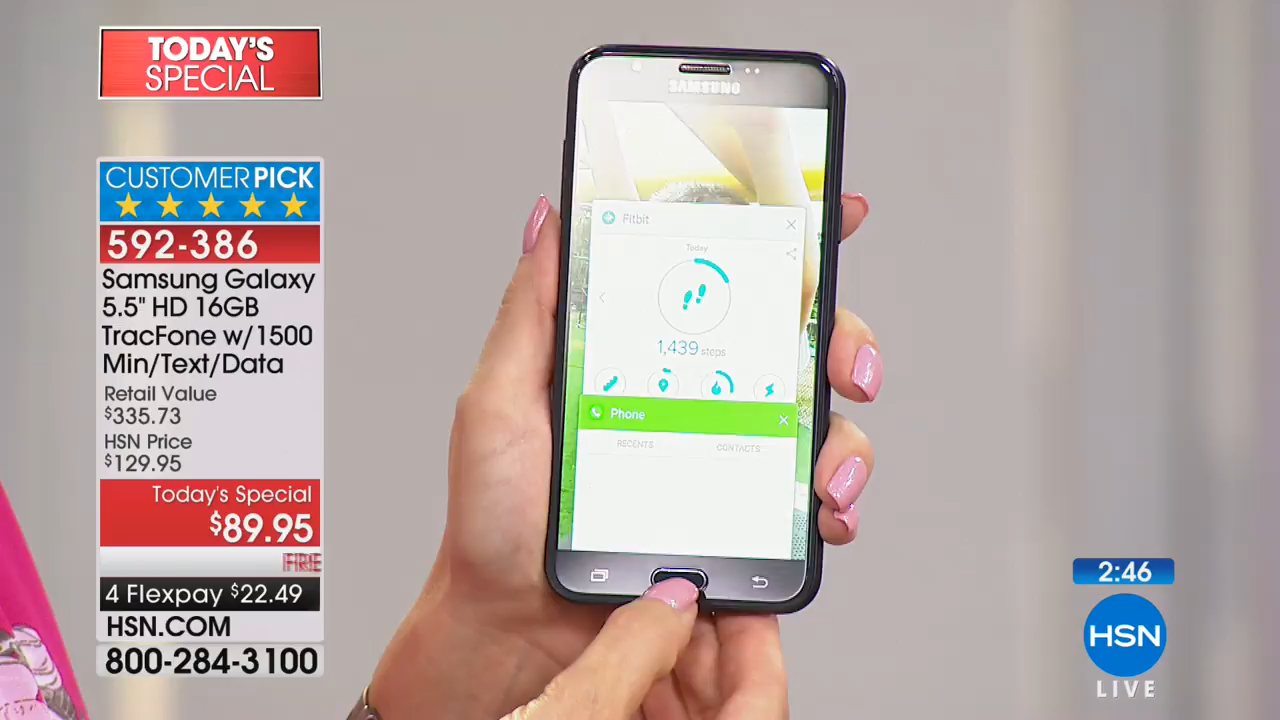 TODAY'S
SPECIAL
CUSTOMER PICK
592-386
Samsung Galaxy
5.5" HD 16GB
TracFone w/1500
Min/Text/Data
Retail Value
$335.73
HSN Price
$129.95
Today's Special
$89.95
4 Flexpay $22.49
HSN.COM
800-284-3100
SAMSUNG
Fitbit
Today
1,439 steps
Phone
RECENTS CONTACTS
2:46
HSN
LIVE